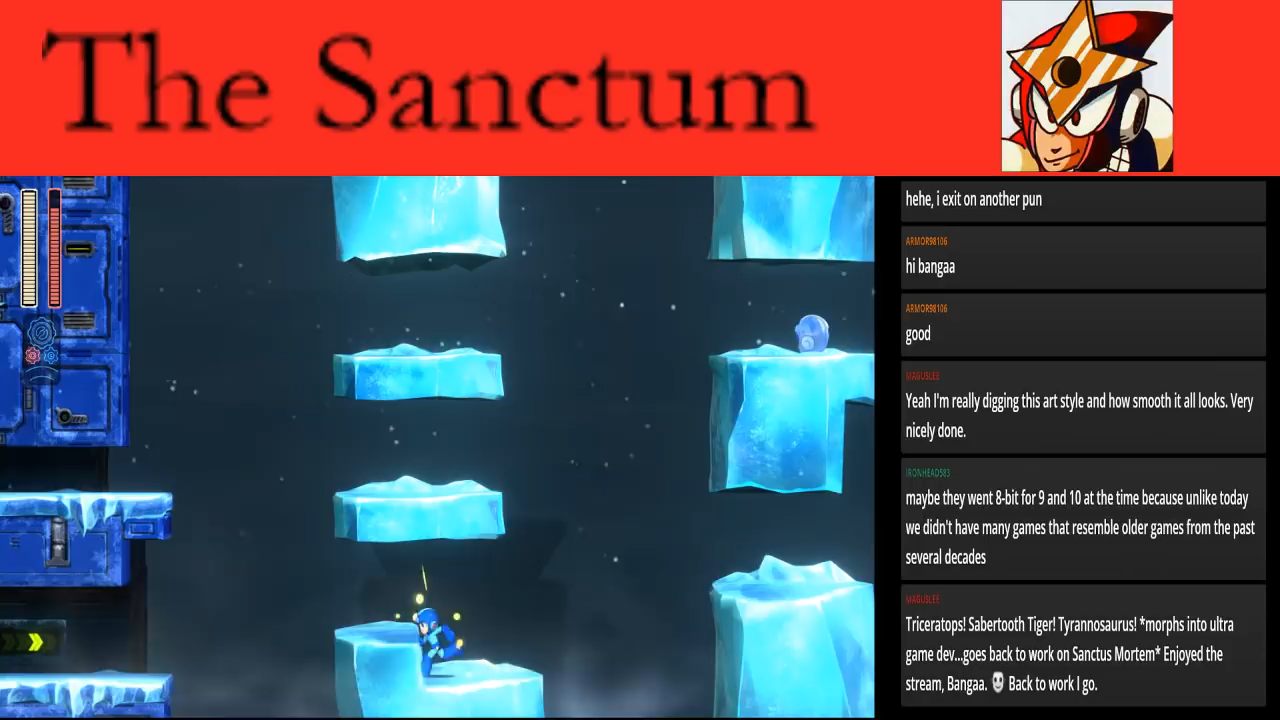 The Sanctum
hehe, i exit on another pun
ARMOR98106
hi bangaa
ARMOR98106
good
MAGUSLEE
Yeah I'm really digging this art style and how smooth it all looks. Very
nicely done.
IRONHEAD583
maybe they went 8-bit for 9 and 10 at the time because unlike today
we didn't have many games that resemble older games from the past
several decades
MAGUSLEE
Triceratops! Sabertooth Tiger! Tyrannosaurus! *morphs into ultra
game dev...goes back to work on Sanctus Mortem* Enjoyed the
stream, Bangaa. 💀 Back to work I go.